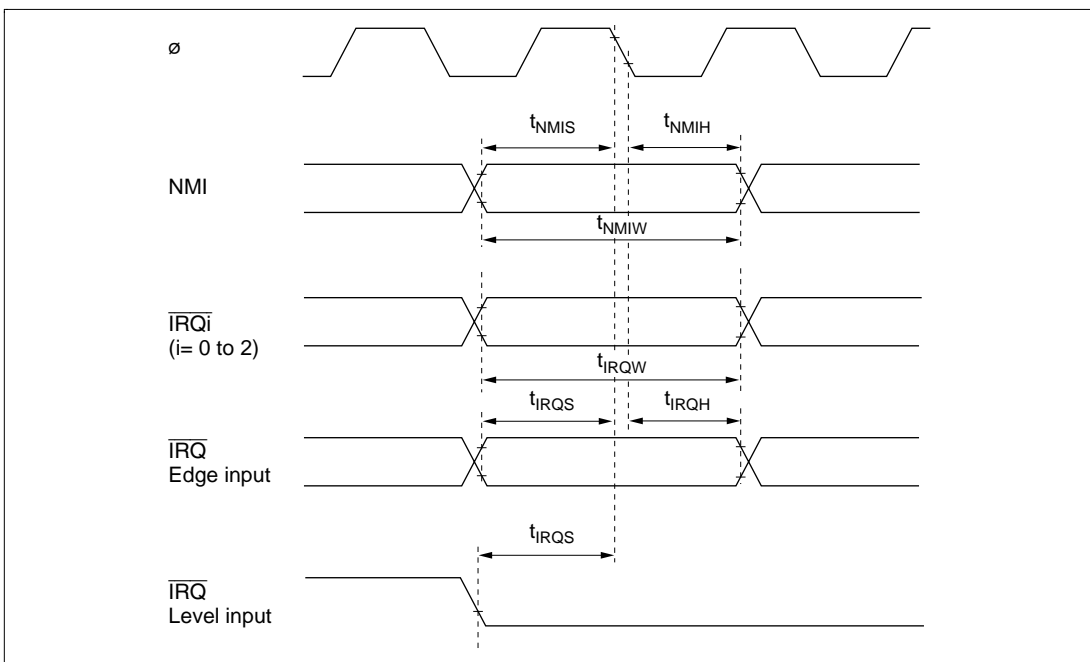 ø
tNMIS tNMIH
NMI
tNMIW
IRQi
(i= 0 to 2)
tIRQW
tIRQS tIRQH
IRQ
Edge input
tIRQS
IRQ
Level input